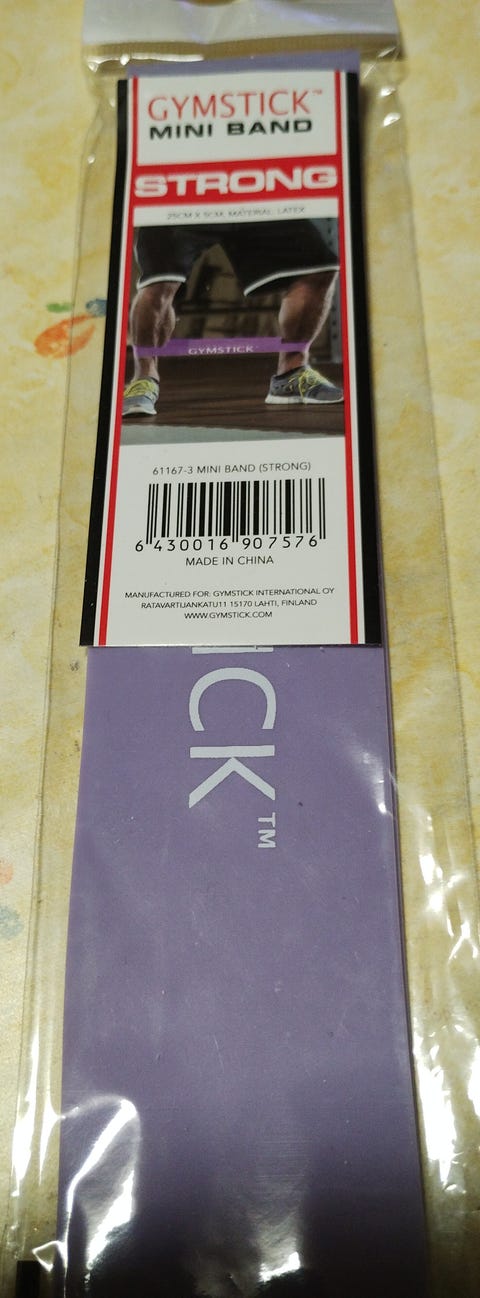 GYMSTICK™
MINI BAND
STRONG
25CM X 5CM, MATERIAL: LATEX
GYMSTICK
61167-3 MINI BAND (STRONG)
6 430016 907576
MADE IN CHINA
MANUFACTURED FOR: GYMSTICK INTERNATIONAL OY
RATAVARTIJANKATU11 15170 LAHTI, FINLAND
WWW.GYMSTICK.COM
ICK™